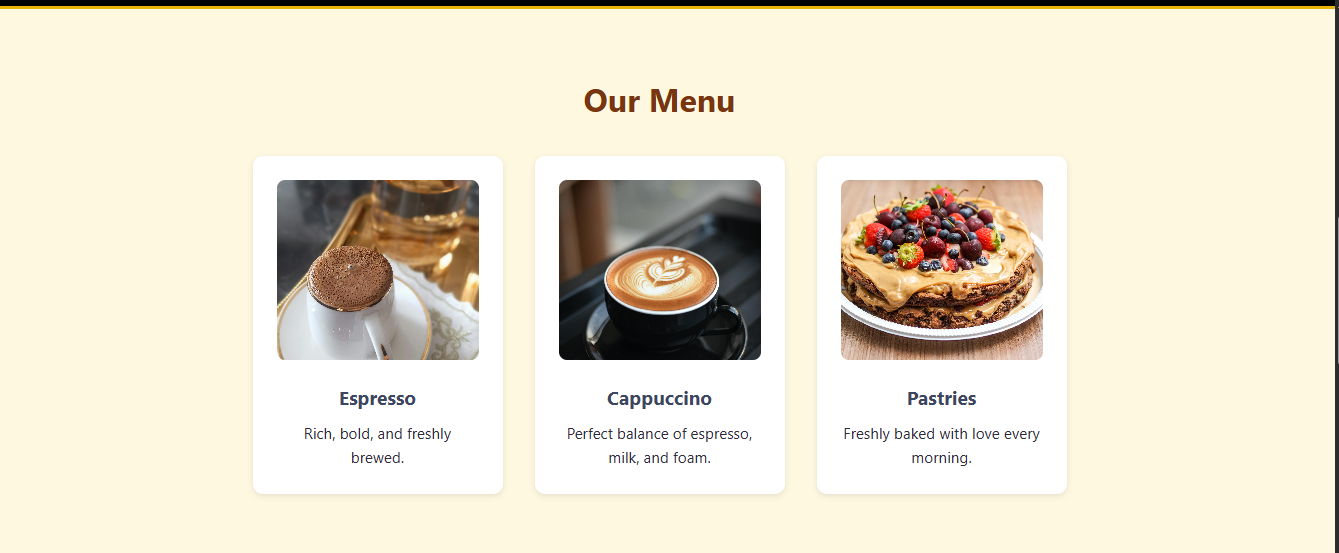 Our Menu
Espresso
Rich, bold, and freshly
brewed.
Cappuccino
Perfect balance of espresso,
milk, and foam.
Pastries
Freshly baked with love every
morning.